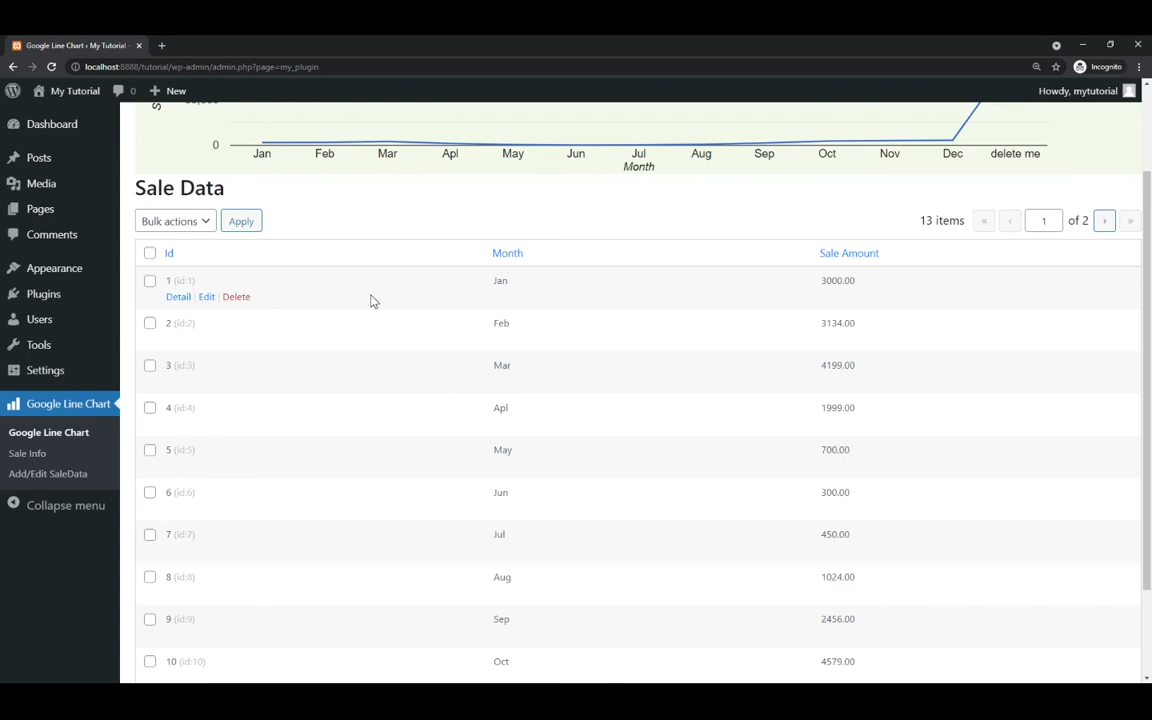 Google Line Chart ‹ My Tutorial -
localhost:8888/tutorial/wp-admin/admin.php?page=my_plugin
Incognito
My Tutorial
0
New
Howdy, mytutorial
Dashboard
Posts
Media
Pages
Comments
Appearance
Plugins
Users
Tools
Settings
Google Line Chart
Google Line Chart
Sale Info
Add/Edit SaleData
Collapse menu
0
Jan Feb Mar Apl May Jun Jul Aug Sep Oct Nov Dec delete me
Month
Sale Data
Bulk actions Apply 13 items « ‹ 1 of 2 › »
Id Month Sale Amount
1 (id:1) Jan 3000.00
Detail | Edit | Delete
2 (id:2) Feb 3134.00
3 (id:3) Mar 4199.00
4 (id:4) Apl 1999.00
5 (id:5) May 700.00
6 (id:6) Jun 300.00
7 (id:7) Jul 450.00
8 (id:8) Aug 1024.00
9 (id:9) Sep 2456.00
10 (id:10) Oct 4579.00